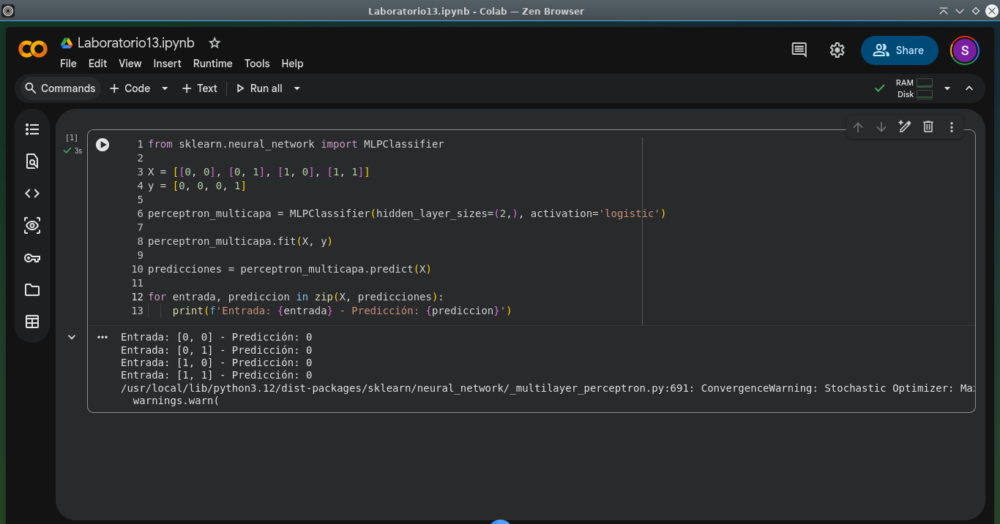 Laboratorio13.ipynb - Colab — Zen Browser
Laboratorio13.ipynb
File Edit View Insert Runtime Tools Help
Share
S
Commands + Code + Text Run all
RAM
Disk
[1]
3s
1 from sklearn.neural_network import MLPClassifier
2
3 X = [[0, 0], [0, 1], [1, 0], [1, 1]]
4 y = [0, 0, 0, 1]
5
6 perceptron_multicapa = MLPClassifier(hidden_layer_sizes=(2,), activation='logistic')
7
8 perceptron_multicapa.fit(X, y)
9
10 predicciones = perceptron_multicapa.predict(X)
11
12 for entrada, prediccion in zip(X, predicciones):
13 print(f'Entrada: {entrada} - Predicción: {prediccion}')
Entrada: [0, 0] - Predicción: 0
Entrada: [0, 1] - Predicción: 0
Entrada: [1, 0] - Predicción: 0
Entrada: [1, 1] - Predicción: 0
/usr/local/lib/python3.12/dist-packages/sklearn/neural_network/_multilayer_perceptron.py:691: ConvergenceWarning: Stochastic Optimizer: Ma
warnings.warn(